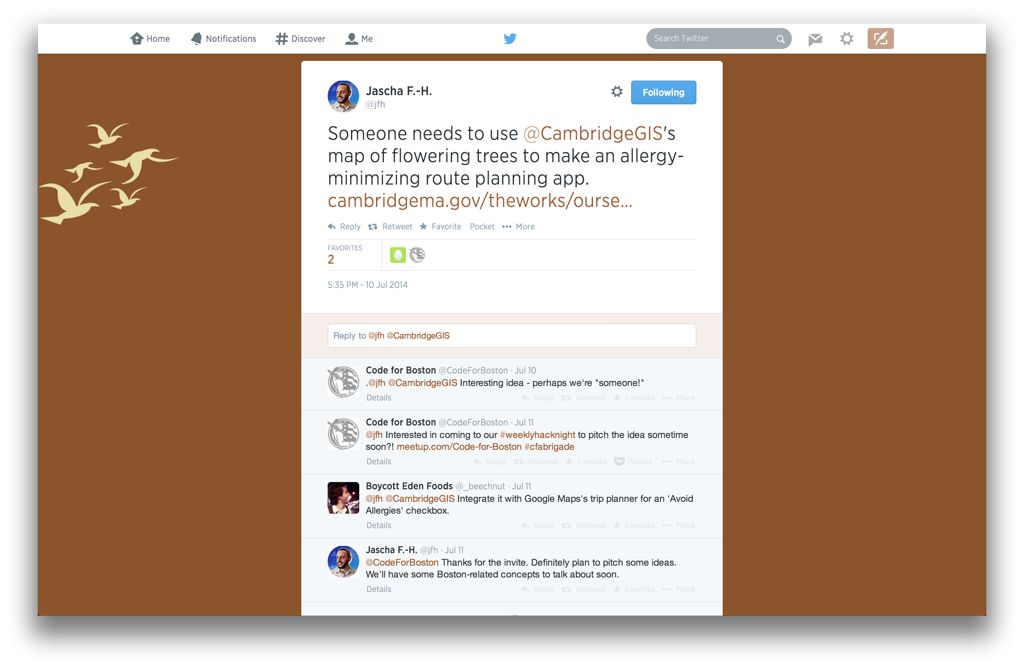 Home Notifications Discover Me Search Twitter
Jascha F.-H.
@jfh
Following
Someone needs to use @CambridgeGIS's
map of flowering trees to make an allergy-
minimizing route planning app.
cambridgema.gov/theworks/ourse...
Reply Retweet Favorite Pocket More
FAVORITES
2
5:35 PM - 10 Jul 2014
Reply to @jfh @CambridgeGIS
Code for Boston @CodeForBoston · Jul 10
.@jfh @CambridgeGIS Interesting idea - perhaps we're "someone!"
Details Reply Retweet Favorite More
Code for Boston @CodeForBoston · Jul 11
@jfh Interested in coming to our #weeklyhacknight to pitch the idea sometime
soon?! meetup.com/Code-for-Boston #cfabrigade
Details Reply Retweet Favorite Pocket More
Boycott Eden Foods @_beechnut · Jul 11
@jfh @CambridgeGIS Integrate it with Google Maps's trip planner for an 'Avoid
Allergies' checkbox.
Details Reply Retweet Favorite More
Jascha F.-H. @jfh · Jul 11
@CodeForBoston Thanks for the invite. Definitely plan to pitch some ideas.
We'll have some Boston-related concepts to talk about soon.
Details Reply Retweet Favorite More